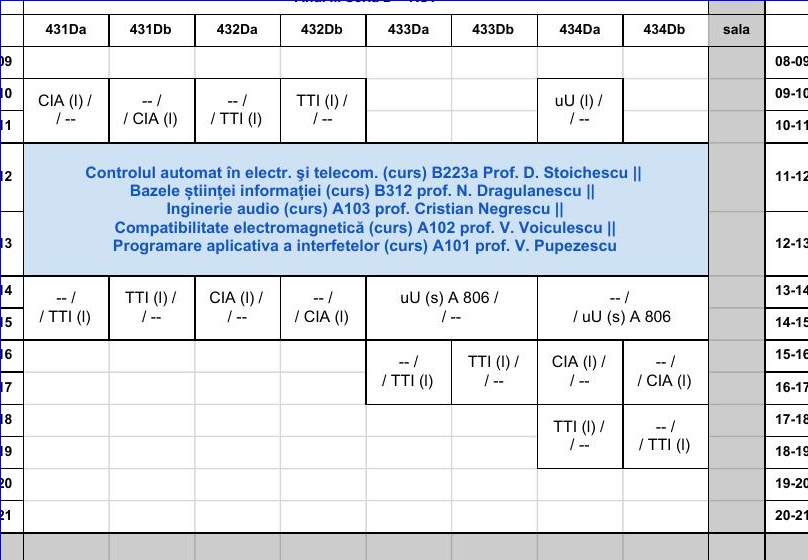 431Da 431Db 432Da 432Db 433Da 433Db 434Da 434Db sala
09 08-09
10 09-10
CIA (l) / -- / -- / TTI (l) / uU (l) /
/ -- / CIA (l) / TTI (l) / -- / --
11 10-11
12 11-12
Controlul automat în electr. şi telecom. (curs) B223a Prof. D. Stoichescu ||
Bazele științei informației (curs) B312 prof. N. Dragulanescu ||
Inginerie audio (curs) A103 prof. Cristian Negrescu ||
Compatibilitate electromagnetică (curs) A102 prof. V. Voiculescu ||
Programare aplicativa a interfetelor (curs) A101 prof. V. Pupezescu
13 12-13
14 13-14
-- / TTI (l) / CIA (l) / -- / uU (s) A 806 / -- /
/ TTI (l) / -- / -- / CIA (l) / -- / uU (s) A 806
15 14-15
16 15-16
-- / TTI (l) / CIA (l) / -- /
/ TTI (l) / -- / -- / CIA (l)
17 16-17
18 17-18
TTI (l) / -- /
/ -- / TTI (l)
19 18-19
20 19-20
21 20-21